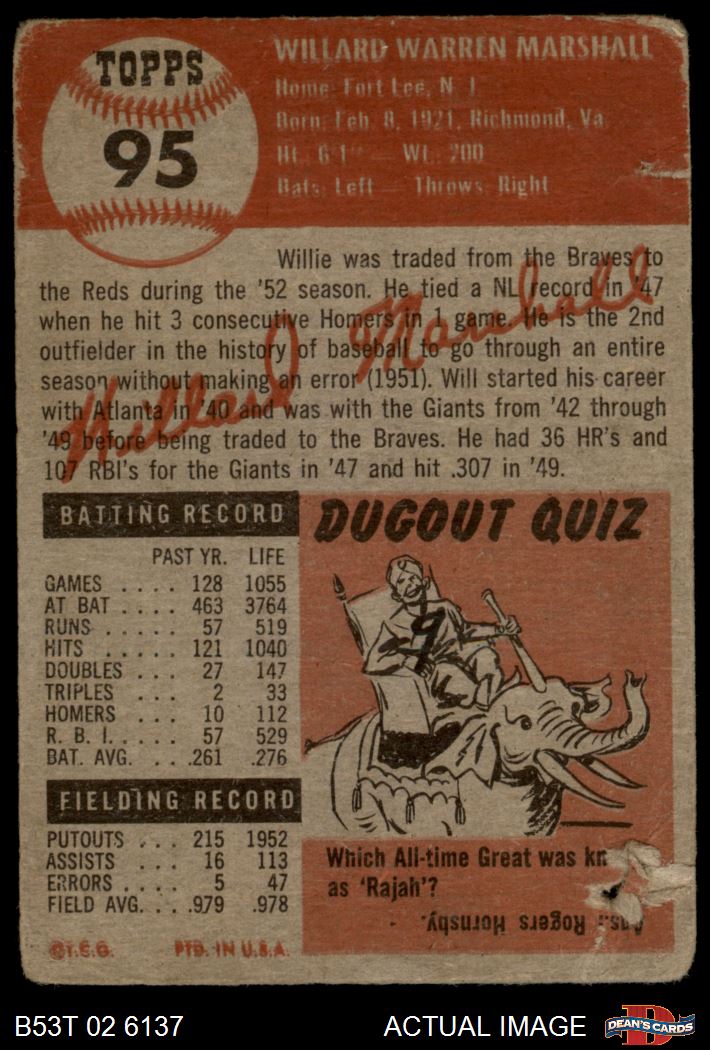 TOPPS
95
WILLARD WARREN MARSHALL
Home: Fort Lee, N. J.
Born: Feb. 8, 1921, Richmond, Va.
Ht.: 6'1" — Wt.: 200
Bats: Left — Throws: Right
Willie was traded from the Braves to
the Reds during the '52 season. He tied a NL record in '47
when he hit 3 consecutive Homers in 1 game. He is the 2nd
outfielder in the history of baseball to go through an entire
season without making an error (1951). Will started his career
with Atlanta in '40 and was with the Giants from '42 through
'49 before being traded to the Braves. He had 36 HR's and
107 RBI's for the Giants in '47 and hit .307 in '49.
Willard Marshall
BATTING RECORD
PAST YR. LIFE
GAMES .... 128 1055
AT BAT .... 463 3764
RUNS ..... 57 519
HITS ..... 121 1040
DOUBLES ... 27 147
TRIPLES ... 2 33
HOMERS ... 10 112
R. B. I. .... 57 529
BAT. AVG. ... .261 .276
FIELDING RECORD
PUTOUTS ... 215 1952
ASSISTS ... 16 113
ERRORS .... 5 47
FIELD AVG. ... .979 .978
©T.C.G. PTD. IN U.S.A.
DUGOUT QUIZ
9
Which All-time Great was kn
as 'Rajah'?
Ans.: Rogers Hornsby.
B53T 02 6137
ACTUAL IMAGE
D
DEAN'S CARDS